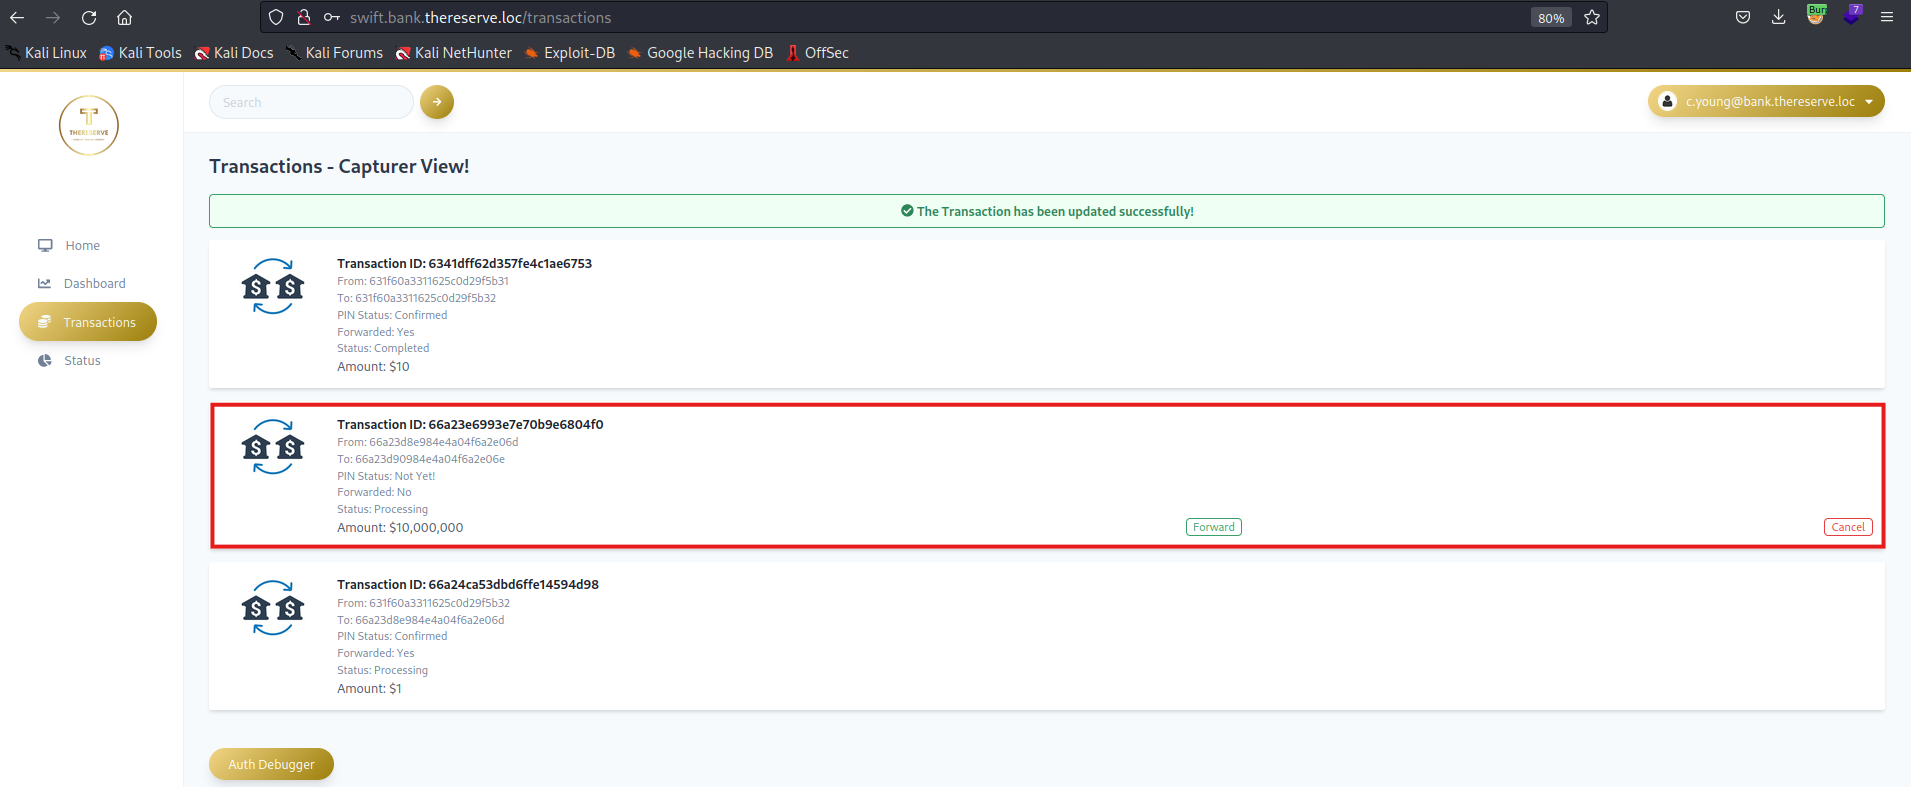 swift.bank.thereserve.loc/transactions
80%
Burp
7
Kali Linux
Kali Tools
Kali Docs
Kali Forums
Kali NetHunter
Exploit-DB
Google Hacking DB
OffSec
T
THERESERVE
Search
c.young@bank.thereserve.loc
Home
Dashboard
Transactions
Status
Transactions - Capturer View!
The Transaction has been updated successfully!
Transaction ID: 6341dff62d357fe4c1ae6753
From: 631f60a3311625c0d29f5b31
To: 631f60a3311625c0d29f5b32
PIN Status: Confirmed
Forwarded: Yes
Status: Completed
Amount: $10
Transaction ID: 66a23e6993e7e70b9e6804f0
From: 66a23d8e984e4a04f6a2e06d
To: 66a23d90984e4a04f6a2e06e
PIN Status: Not Yet!
Forwarded: No
Status: Processing
Amount: $10,000,000
Forward
Cancel
Transaction ID: 66a24ca53dbd6ffe14594d98
From: 631f60a3311625c0d29f5b32
To: 66a23d8e984e4a04f6a2e06d
PIN Status: Confirmed
Forwarded: Yes
Status: Processing
Amount: $1
Auth Debugger